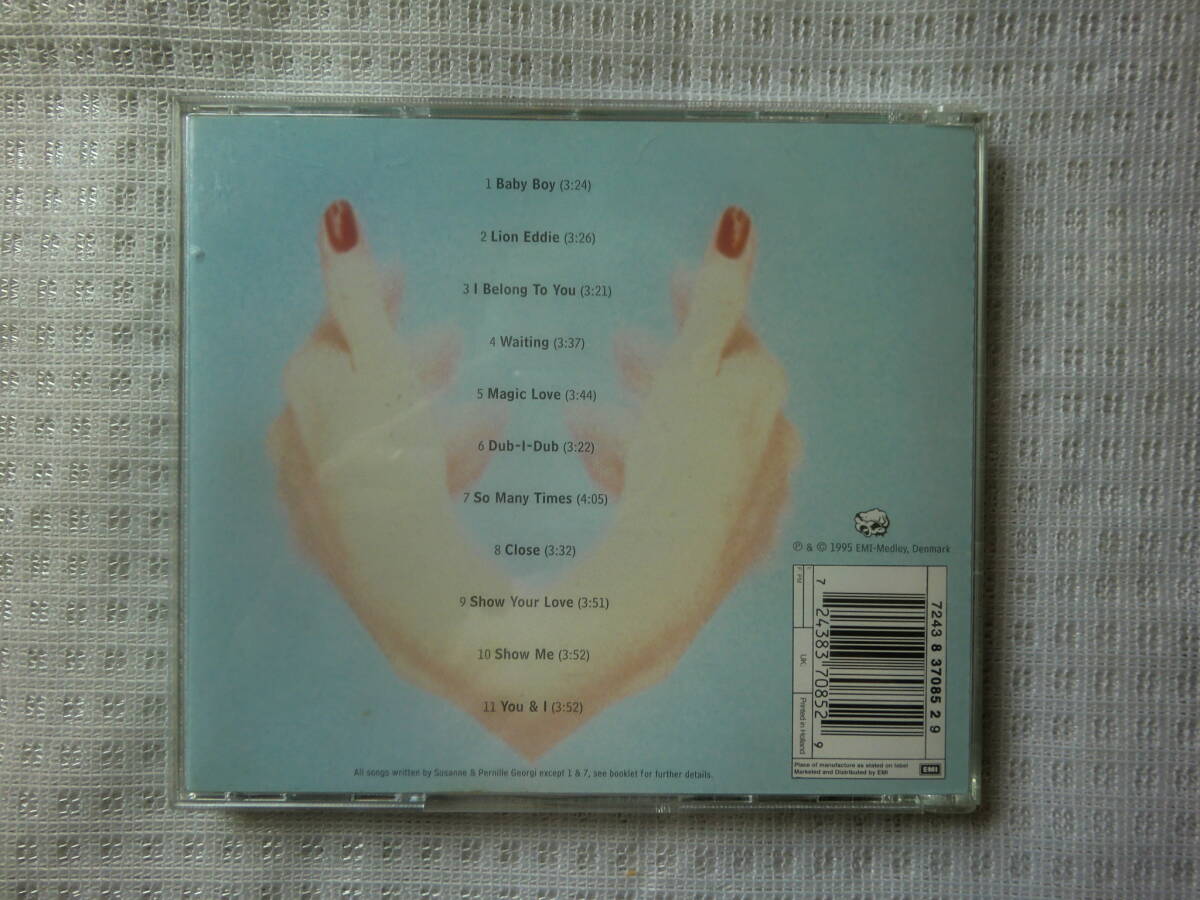 1 Baby Boy (3:24)
2 Lion Eddie (3:26)
3 I Belong To You (3:21)
4 Waiting (3:37)
5 Magic Love (3:44)
6 Dub-I-Dub (3:22)
7 So Many Times (4:05)
8 Close (3:32)
9 Show Your Love (3:51)
10 Show Me (3:52)
11 You & I (3:52)
All songs written by Susanne & Pernille Georgi except 1 & 7, see booklet for further details.
℗ & © 1995 EMI-Medley, Denmark
7243 8 37085 2 9
7 24383 70852 9
UK:
Printed in Holland
Place of manufacture as stated on label
Marketed and Distributed by EMI
EMI